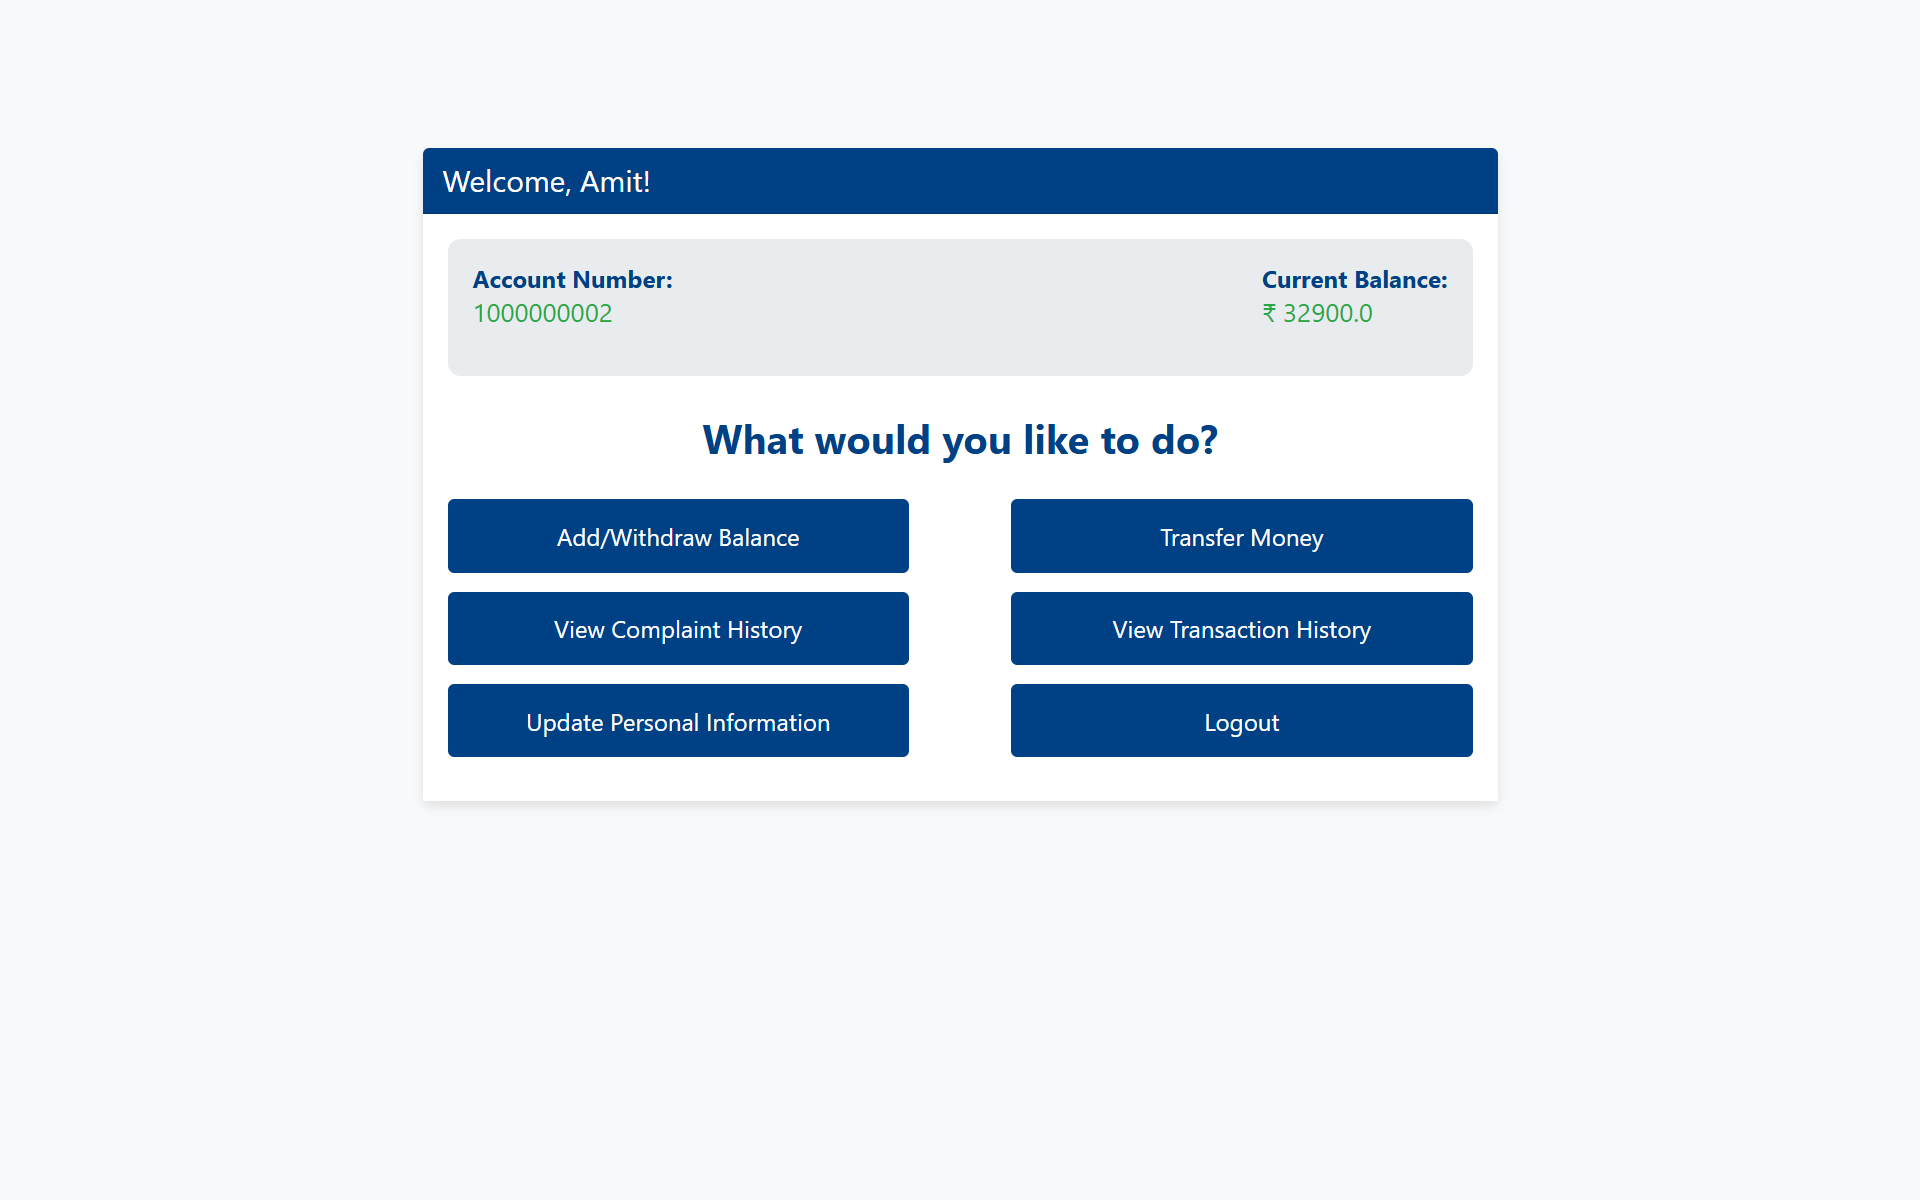 Welcome, Amit!
Account Number:
1000000002
Current Balance:
₹ 32900.0
What would you like to do?
Add/Withdraw Balance
Transfer Money
View Complaint History
View Transaction History
Update Personal Information
Logout